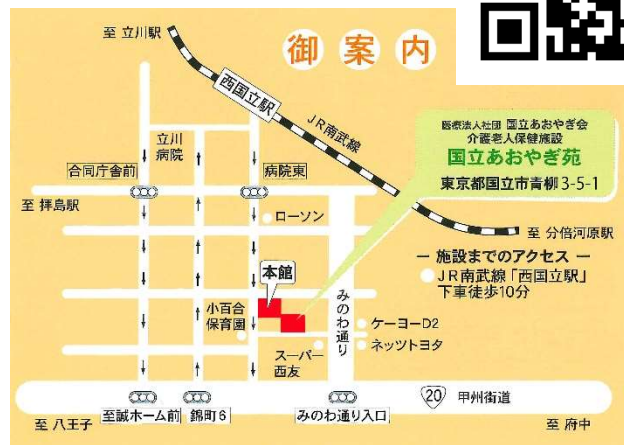 御案内
至 立川駅
西国立駅
JR南武線
医療法人社団 国立あおやぎ会
介護老人保健施設
国立あおやぎ苑
東京都国立市青柳3-5-1
立川
病院
合同庁舎前
病院東
至 拝島駅
ローソン
至 分倍河原駅
― 施設までのアクセス ―
JR南武線「西国立駅」
下車徒歩10分
本館
小百合
保育園
みのわ通り
ケーヨーD2
ネッツトヨタ
スーパー
西友
20 甲州街道
至誠ホーム前
錦町6
みのわ通り入口
至 八王子
至 府中